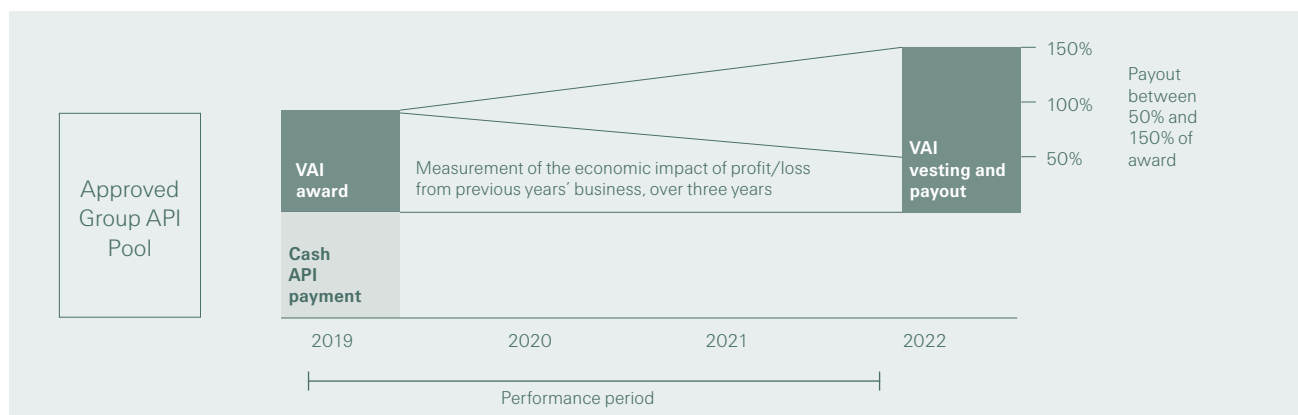 Approved
Group API
Pool
VAI
award
Cash
API
payment
Measurement of the economic impact of profit/loss
from previous years’ business, over three years
VAI
vesting and
payout
150%
100%
50%
Payout
between
50% and
150% of
award
2019
2020
2021
2022
Performance period